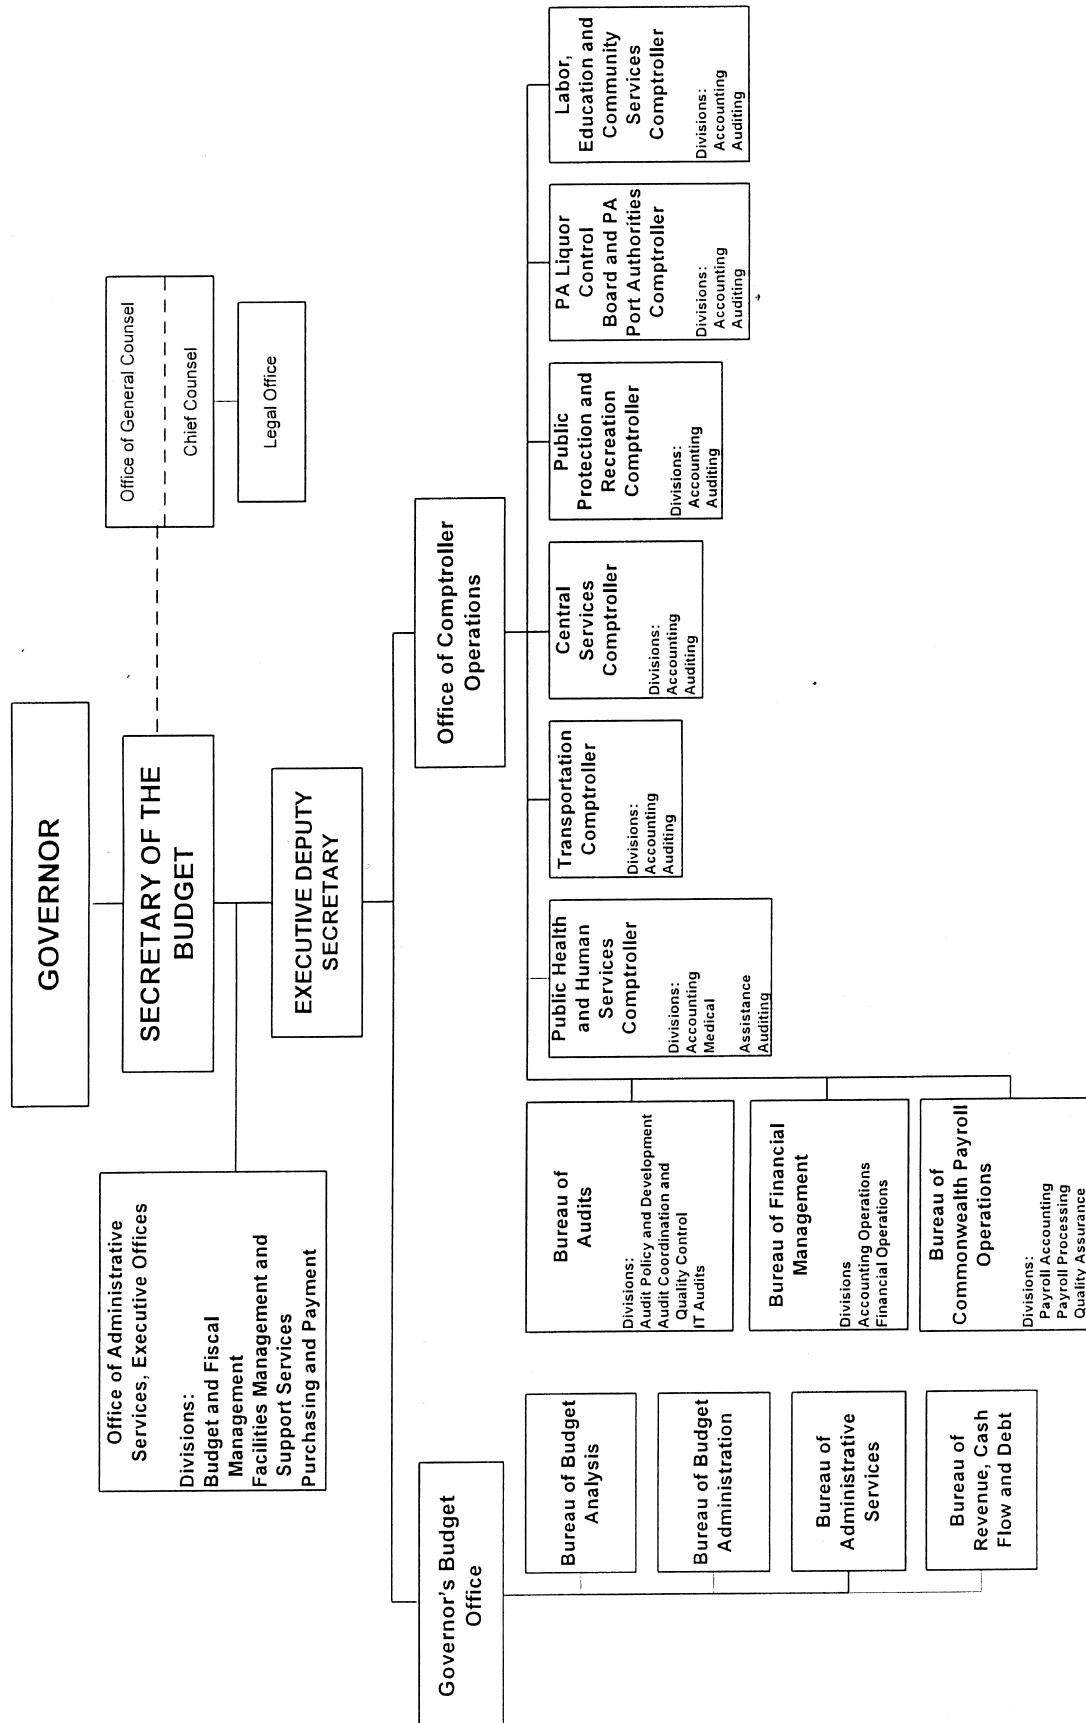 GOVERNOR
SECRETARY OF THE
BUDGET
Office of General Counsel
Chief Counsel
Legal Office
Office of Administrative
Services, Executive Offices
Divisions:
Budget and Fiscal
Management
Facilities Management and
Support Services
Purchasing and Payment
EXECUTIVE DEPUTY
SECRETARY
Governor's Budget
Office
Office of Comptroller
Operations
Bureau of Budget
Analysis
Bureau of Budget
Administration
Bureau of
Administrative
Services
Bureau of
Revenue, Cash
Flow and Debt
Bureau of
Audits
Divisions:
Audit Policy and Development
Audit Coordination and
Quality Control
IT Audits
Bureau of Financial
Management
Divisions
Accounting Operations
Financial Operations
Bureau of
Commonwealth Payroll
Operations
Divisions:
Payroll Accounting
Payroll Processing
Quality Assurance
Public Health
and Human
Services
Comptroller
Divisions:
Accounting
Medical
Assistance
Auditing
Transportation
Comptroller
Divisions:
Accounting
Auditing
Central
Services
Comptroller
Divisions:
Accounting
Auditing
Public
Protection and
Recreation
Comptroller
Divisions:
Accounting
Auditing
PA Liquor
Control
Board and PA
Port Authorities
Comptroller
Divisions:
Accounting
Auditing
Labor,
Education and
Community
Services
Comptroller
Divisions:
Accounting
Auditing